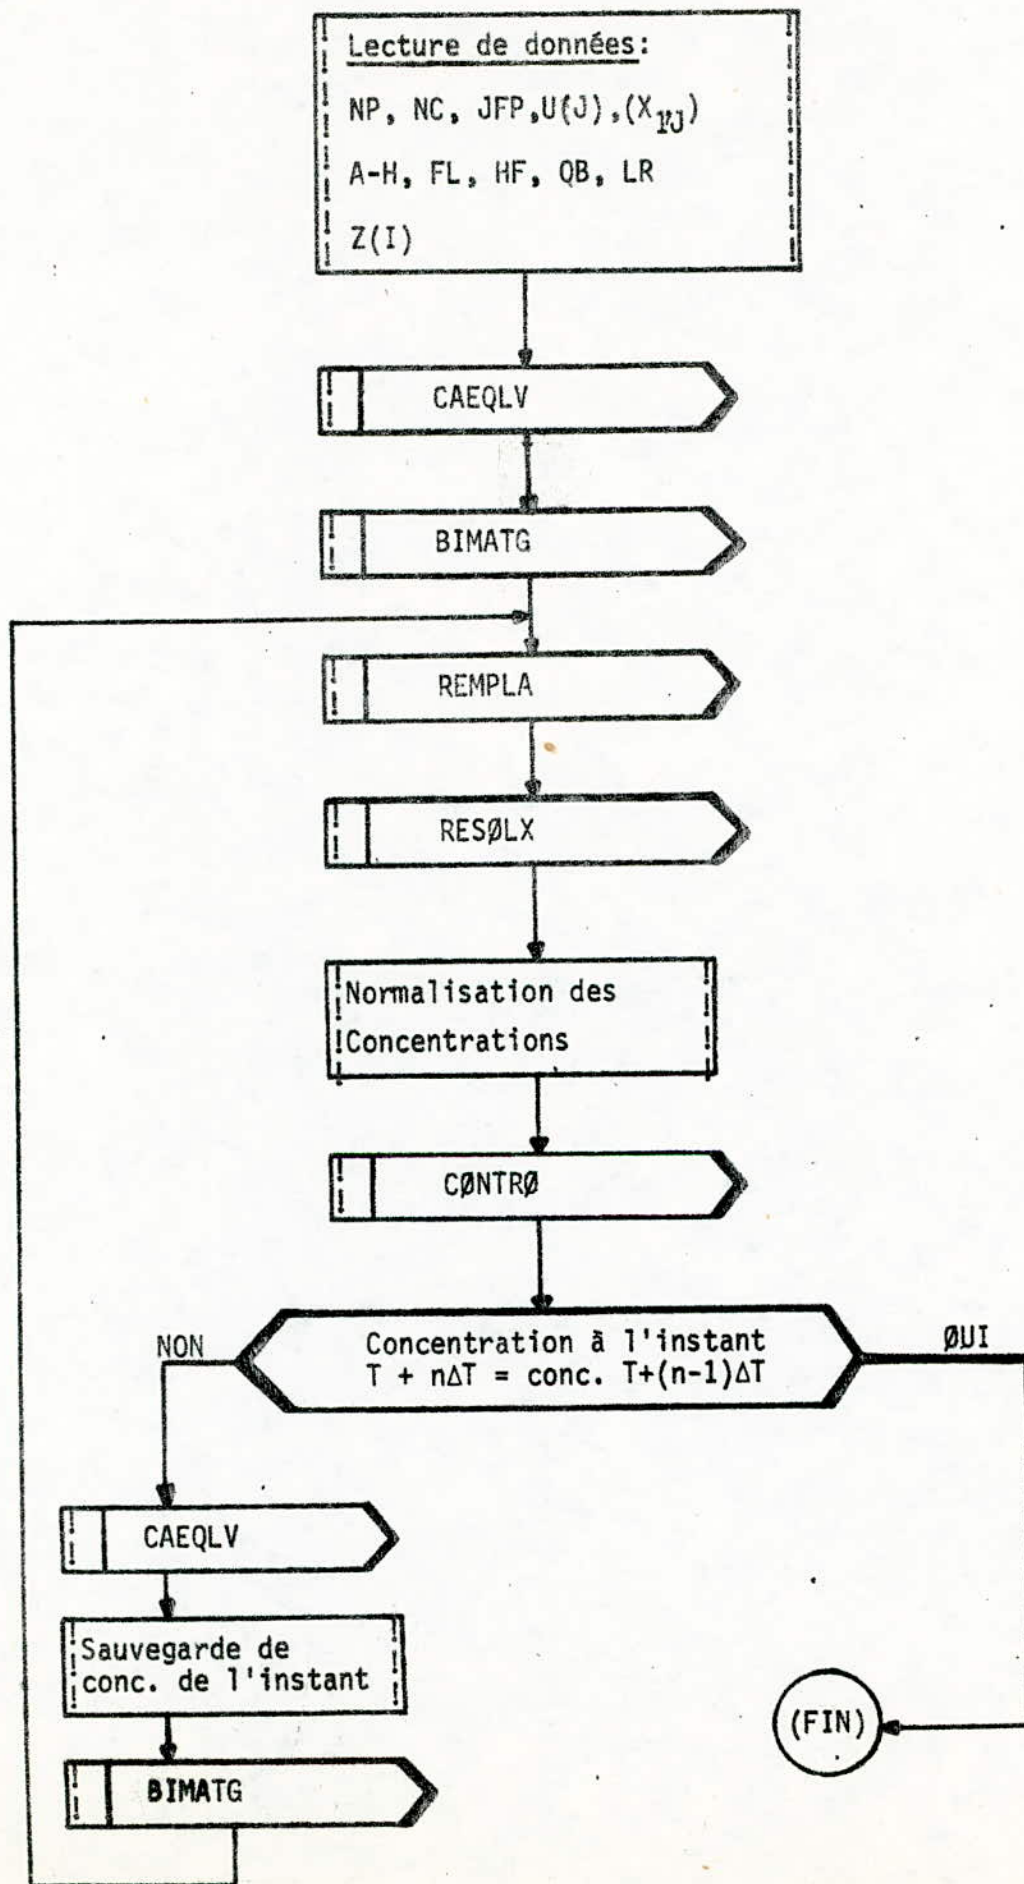 Lecture de données:
NP, NC, JFP,U(J),(X_IJ)
A-H, FL, HF, QB, LR
Z(I)
CAEQLV
BIMATG
REMPLA
RESØLX
Normalisation des
Concentrations
CØNTRØ
NON
Concentration à l'instant
T + nΔT = conc. T+(n-1)ΔT
ØUI
CAEQLV
Sauvegarde de
conc. de l'instant
BIMATG
(FIN)